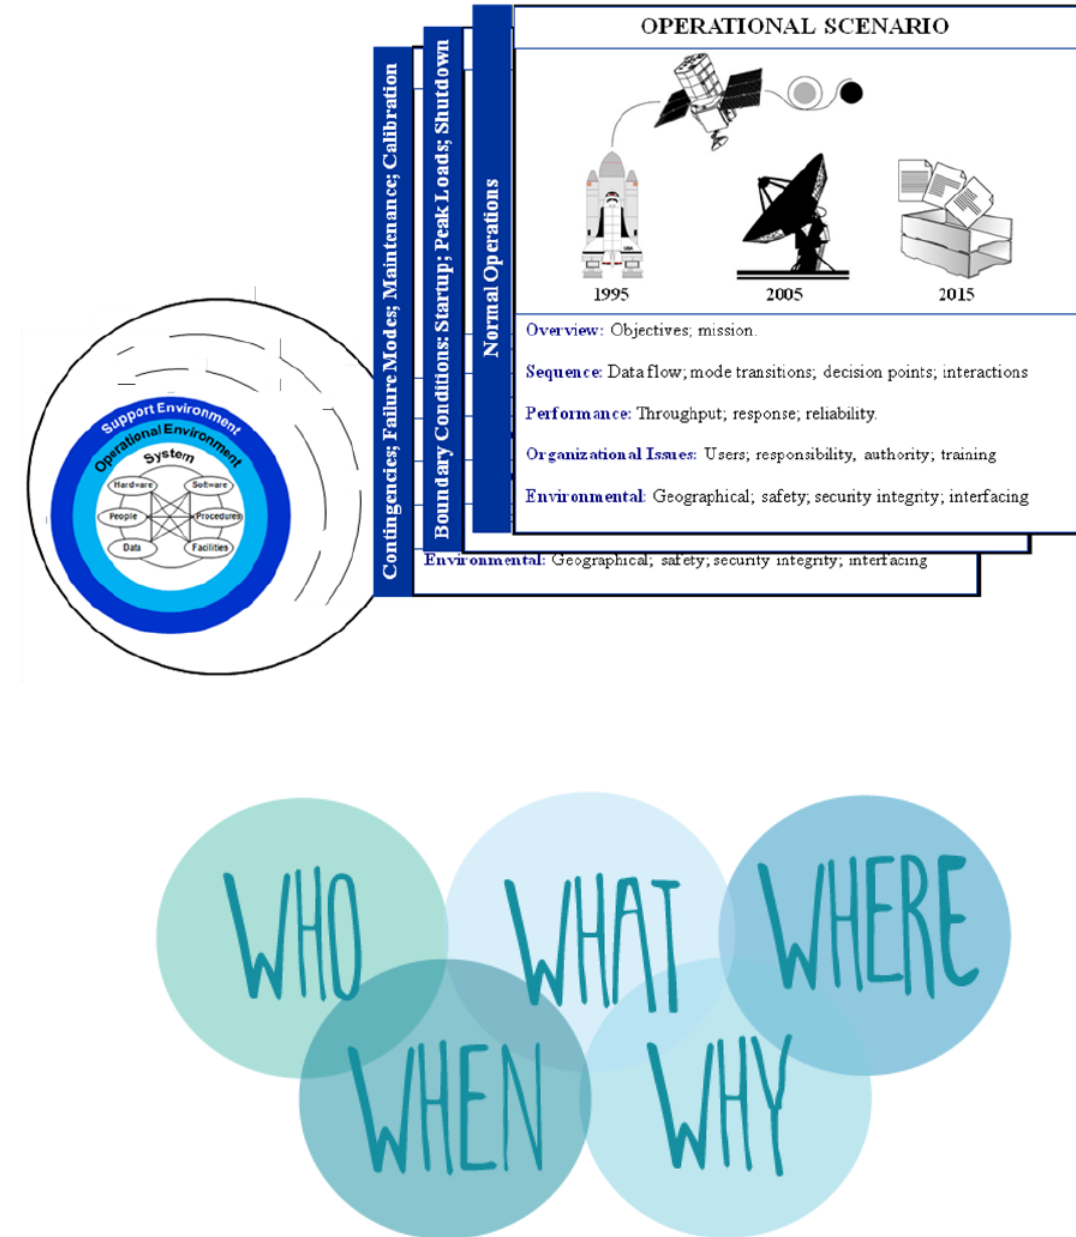 OPERATIONAL SCENARIO
1995
2005
2015
Overview: Objectives; mission.
Sequence: Data flow; mode transitions; decision points; interactions
Performance: Throughput; response; reliability.
Organizational Issues: Users; responsibility, authority; training
Environmental: Geographical; safety; security integrity; interfacing
Normal Operations
Boundary Conditions: Startup; Peak Loads; Shutdown
Contingencies; Failure Modes; Maintenance; Calibration
Environmental: Geographical; safety; security integrity; interfacing
Support Environment
Operational Environment
System
Hardware
Software
People
Procedures
Data
Facilities
WHO
WHAT
WHERE
WHEN
WHY